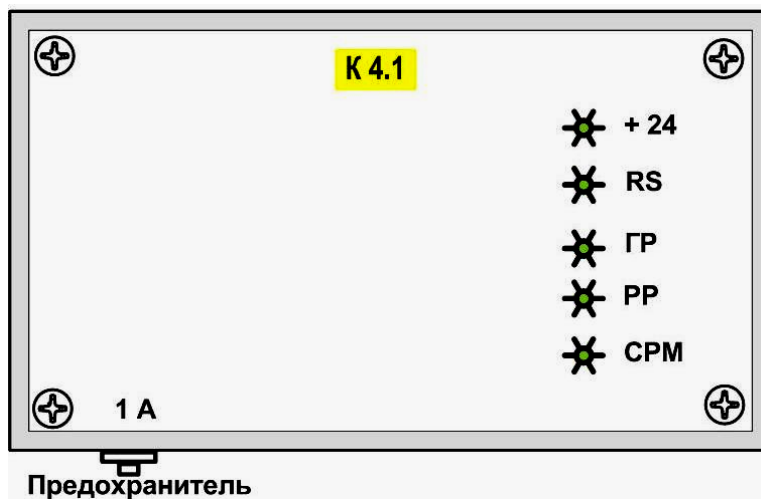 К 4.1
+ 24
RS
ГР
РР
СРМ
1 А
Предохранитель